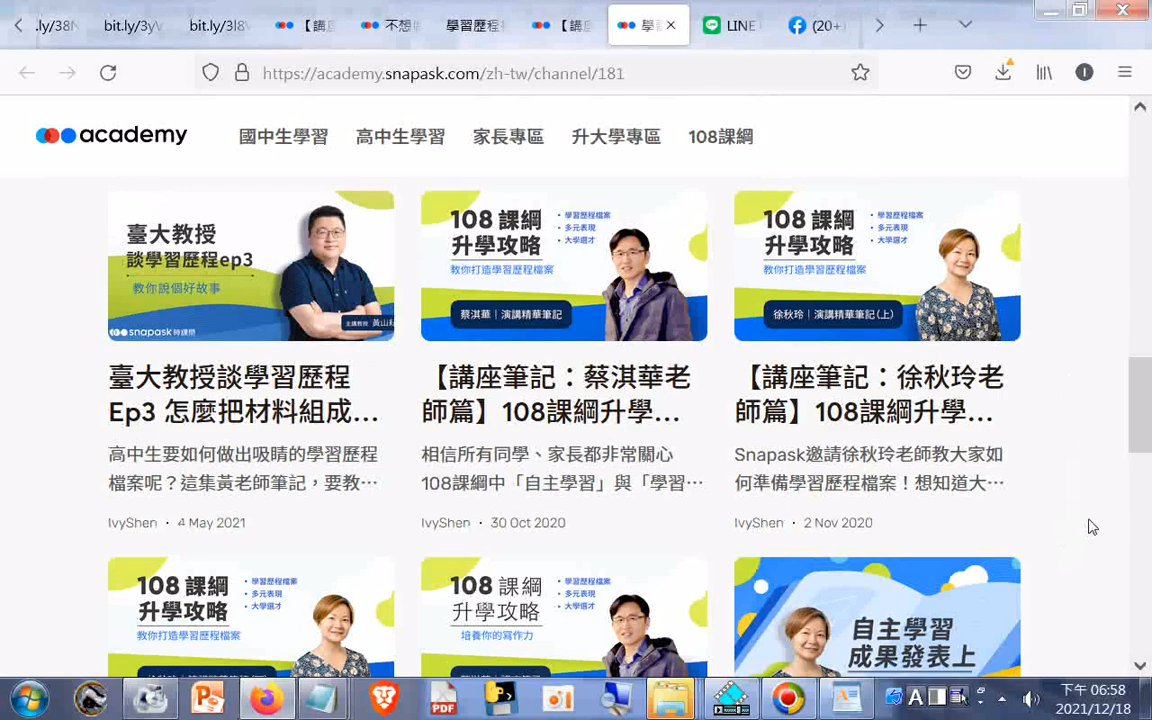 .ly/38N
bit.ly/3yV
bit.ly/3l8V
【講座
不想
學習歷程
【講座
學
LINE
(20+
https://academy.snapask.com/zh-tw/channel/181
academy
國中生學習
高中生學習
家長專區
升大學專區
108課綱
臺大教授
談學習歷程ep3
教你說個好故事
snapask 時課間
主講教授 黃山
108 課綱
升學攻略
• 學習歷程檔案
• 多元表現
• 大學選才
教你打造學習歷程檔案
蔡淇華｜演講精華筆記
108 課綱
升學攻略
• 學習歷程檔案
• 多元表現
• 大學選才
教你打造學習歷程檔案
徐秋玲｜演講精華筆記(上)
臺大教授談學習歷程
Ep3 怎麼把材料組成...
高中生要如何做出吸睛的學習歷程
檔案呢？這集黃老師筆記，要教⋯
IvyShen · 4 May 2021
【講座筆記：蔡淇華老
師篇】108課綱升學...
相信所有同學、家長都非常關心
108課綱中「自主學習」與「學習⋯
IvyShen · 30 Oct 2020
【講座筆記：徐秋玲老
師篇】108課綱升學...
Snapask邀請徐秋玲老師教大家如
何準備學習歷程檔案！想知道大⋯
IvyShen · 2 Nov 2020
108 課綱
升學攻略
• 學習歷程檔案
• 多元表現
• 大學選才
教你打造學習歷程檔案
108 課綱
升學攻略
• 學習歷程檔案
• 多元表現
• 大學選才
培養你的寫作力
自主學習
成果發表上
PDF
A
下午 06:58
2021/12/18